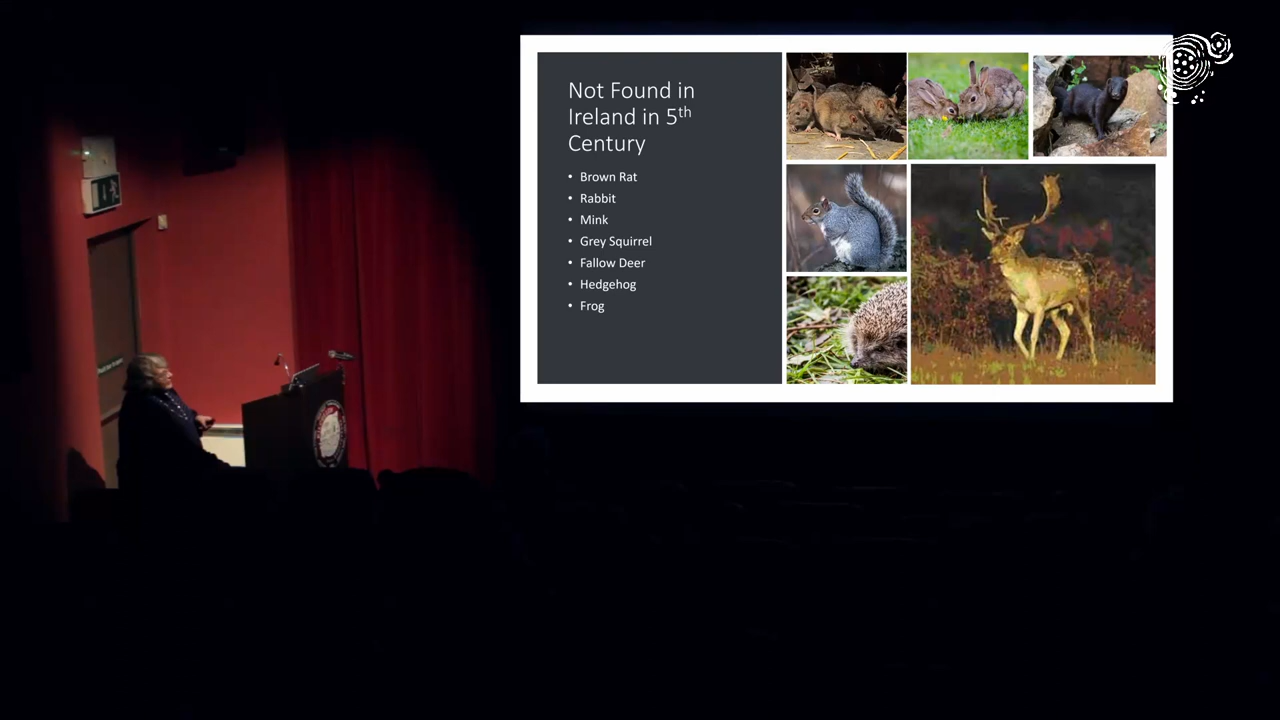 Not Found in
Ireland in 5th
Century
• Brown Rat
• Rabbit
• Mink
• Grey Squirrel
• Fallow Deer
• Hedgehog
• Frog